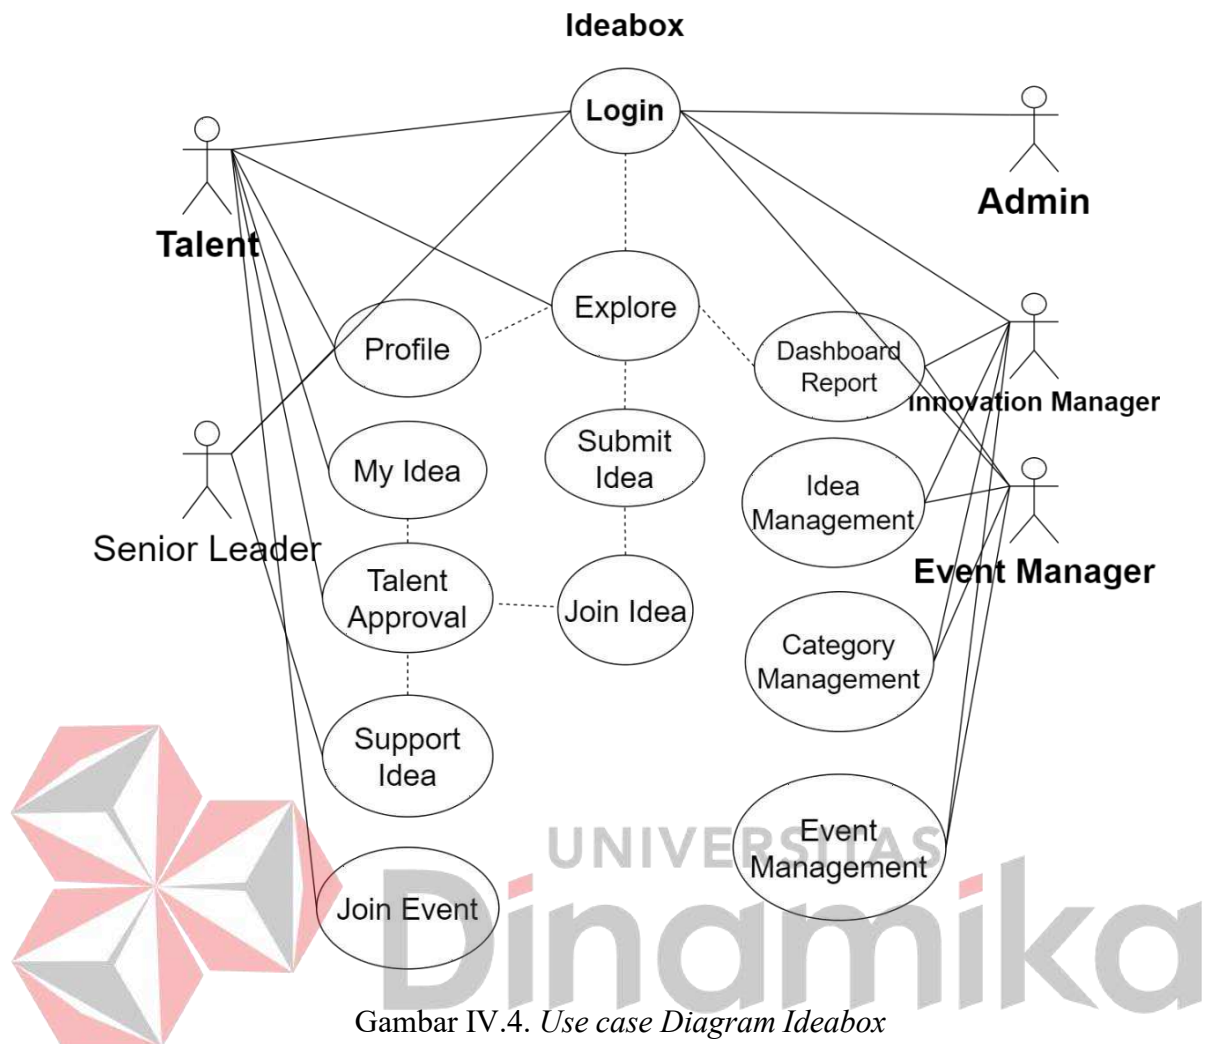 Ideabox
Login
Admin
Talent
Explore
Profile
Dashboard
Report
Innovation Manager
Submit
Idea
My Idea
Idea
Management
Senior Leader
Event Manager
Talent
Approval
Join Idea
Category
Management
Support
Idea
Event
Management
UNIVERSITAS
Dinamika
Join Event
Gambar IV.4. Use case Diagram Ideabox